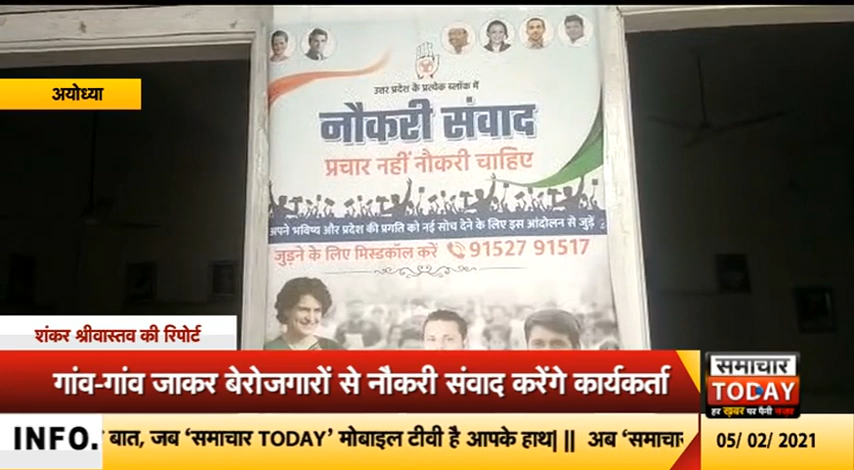 अयोध्या
उत्तर प्रदेश के प्रत्येक ब्लॉक में
नौकरी संवाद
प्रचार नहीं नौकरी चाहिए
अपने भविष्य और प्रदेश की प्रगति को नई सोच देने के लिए इस आंदोलन से जुड़ें
जुड़ने के लिए मिस्डकॉल करें 91527 91517
शंकर श्रीवास्तव की रिपोर्ट
गांव-गांव जाकर बेरोजगारों से नौकरी संवाद करेंगे कार्यकर्ता
समाचार
TODAY
हर ख़बर पर पैनी नजर
INFO. बात, जब ‘समाचार TODAY’ मोबाइल टीवी है आपके हाथ| || अब ‘समाचार
05/ 02/ 2021